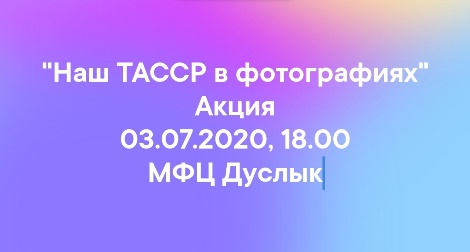 "Наш ТАССР в фотографиях"
Акция
03.07.2020, 18.00
МФЦ Дуслык